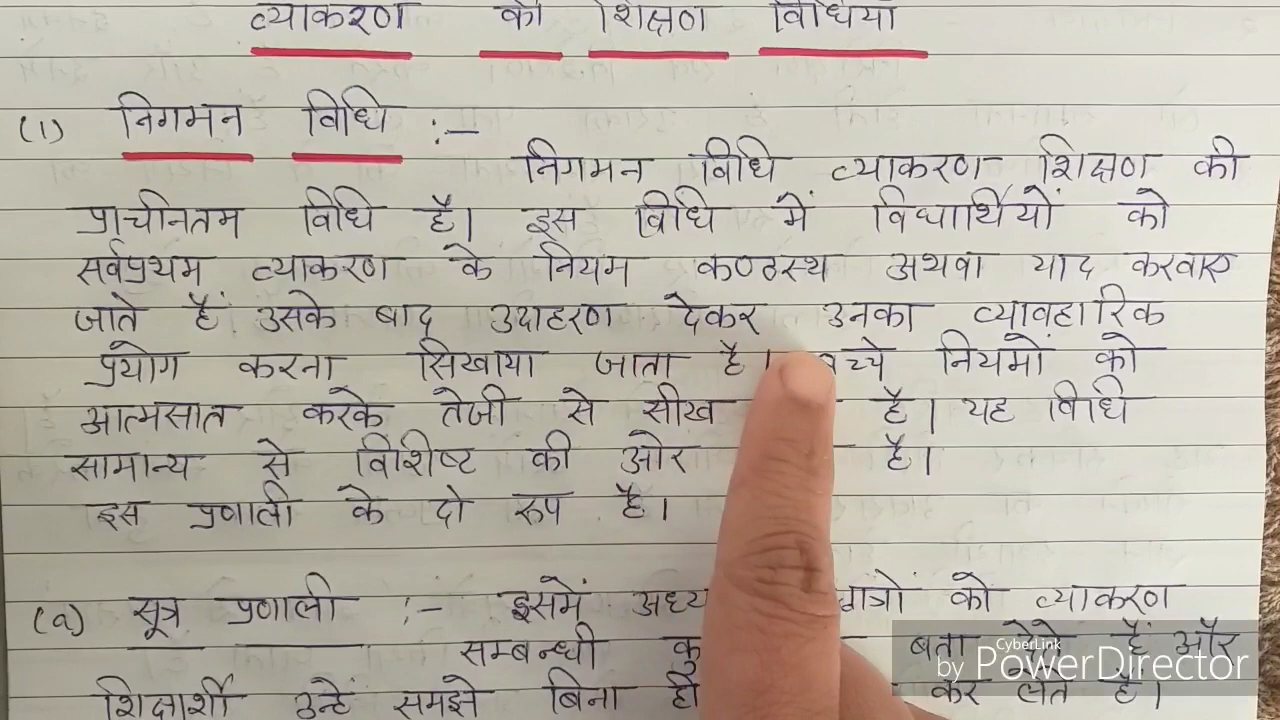 व्याकरण की शिक्षण विधियाँ
(1) निगमन विधि :-
निगमन विधि व्याकरण शिक्षण की
प्राचीनतम विधि है। इस विधि में विधार्थियों को
सर्वप्रथम व्याकरण के नियम कण्ठस्थ अथवा याद करवाए
जाते हैं उसके बाद उदाहरण देकर उनका व्यावहारिक
प्रयोग करना सिखाया जाता है। बच्चे नियमों को
आत्मसात करके तेजी से सीख है। यह विधि
सामान्य से विशिष्ट की ओर है।
इस प्रणाली के दो रूप है।
(a) सूत्र प्रणाली :- इसमें छात्रों को व्याकरण
सम्बन्धी बता देते हैं और
शिक्षार्थी उन्हें समझे बिना ही कर लेते हैं।
CyberLink
by PowerDirector